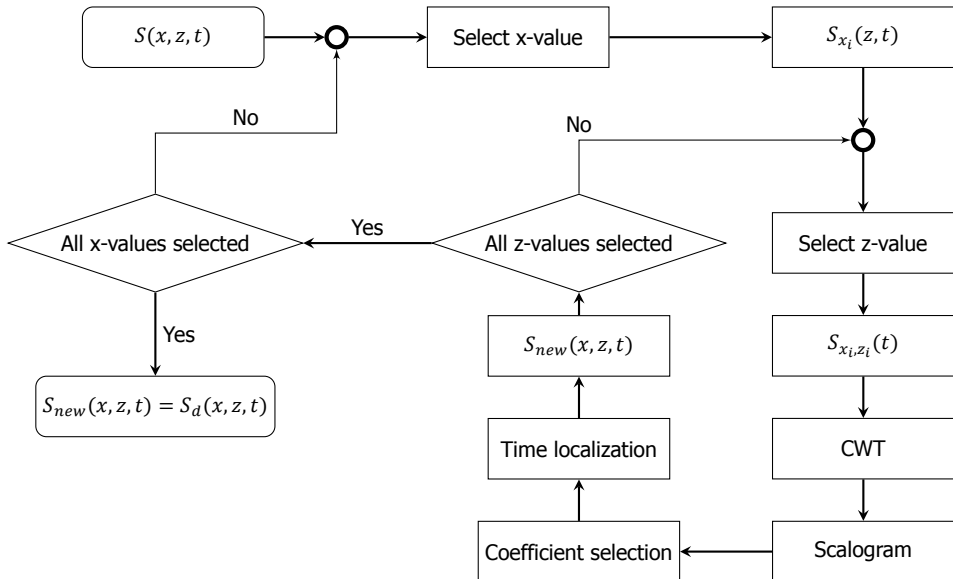 S(x, z, t)
Select x-value
S_{x_i}(z, t)
No
No
All x-values selected
Yes
All z-values selected
Select z-value
Yes
S_{new}(x, z, t)
S_{x_i,z_i}(t)
S_{new}(x, z, t) = S_d(x, z, t)
Time localization
CWT
Coefficient selection
Scalogram